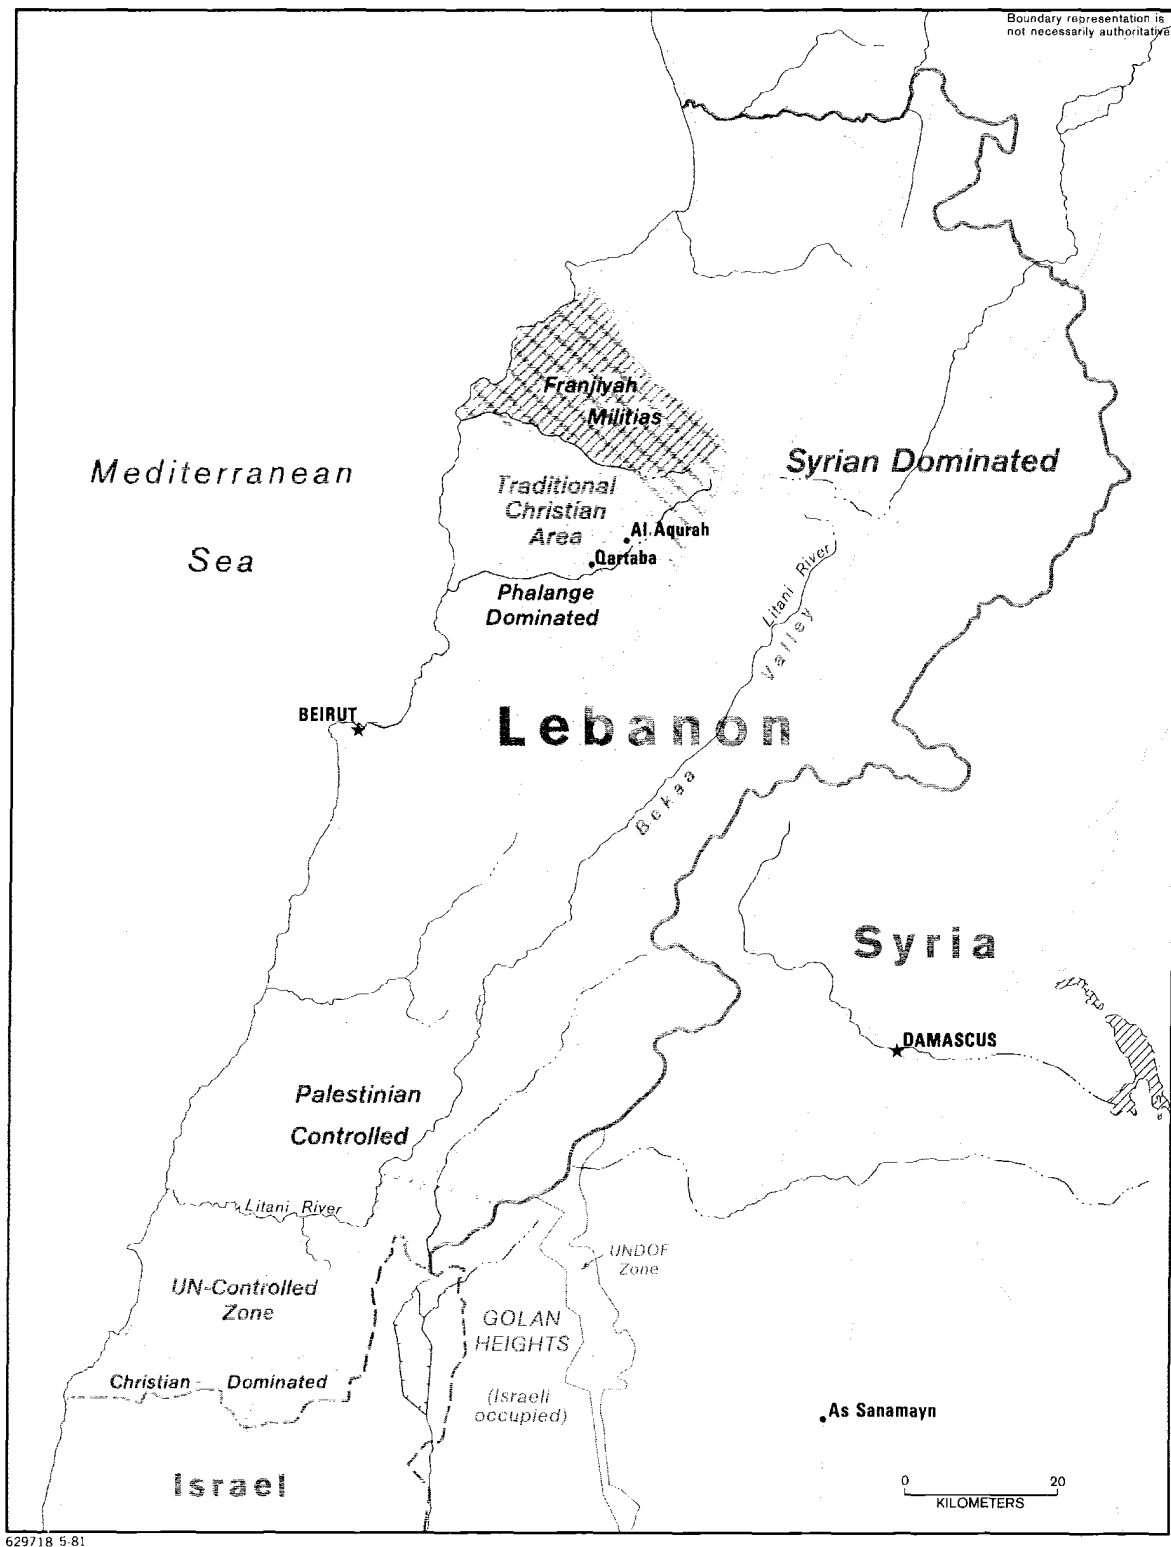 Boundary representation is
not necessarily authoritative
Franjiyah
Militias
Mediterranean
Sea
Syrian Dominated
Traditional
Christian
Area
Al Aqurah
Qartaba
Phalange
Dominated
Litani River
Valley
BEIRUT
Lebanon
Bekaa
Syria
DAMASCUS
Palestinian
Controlled
Litani River
UNDOF
Zone
UN-Controlled
Zone
GOLAN
HEIGHTS
(Israeli
occupied)
Christian - Dominated
As Sanamayn
Israel
0 20
KILOMETERS
629718 5-81